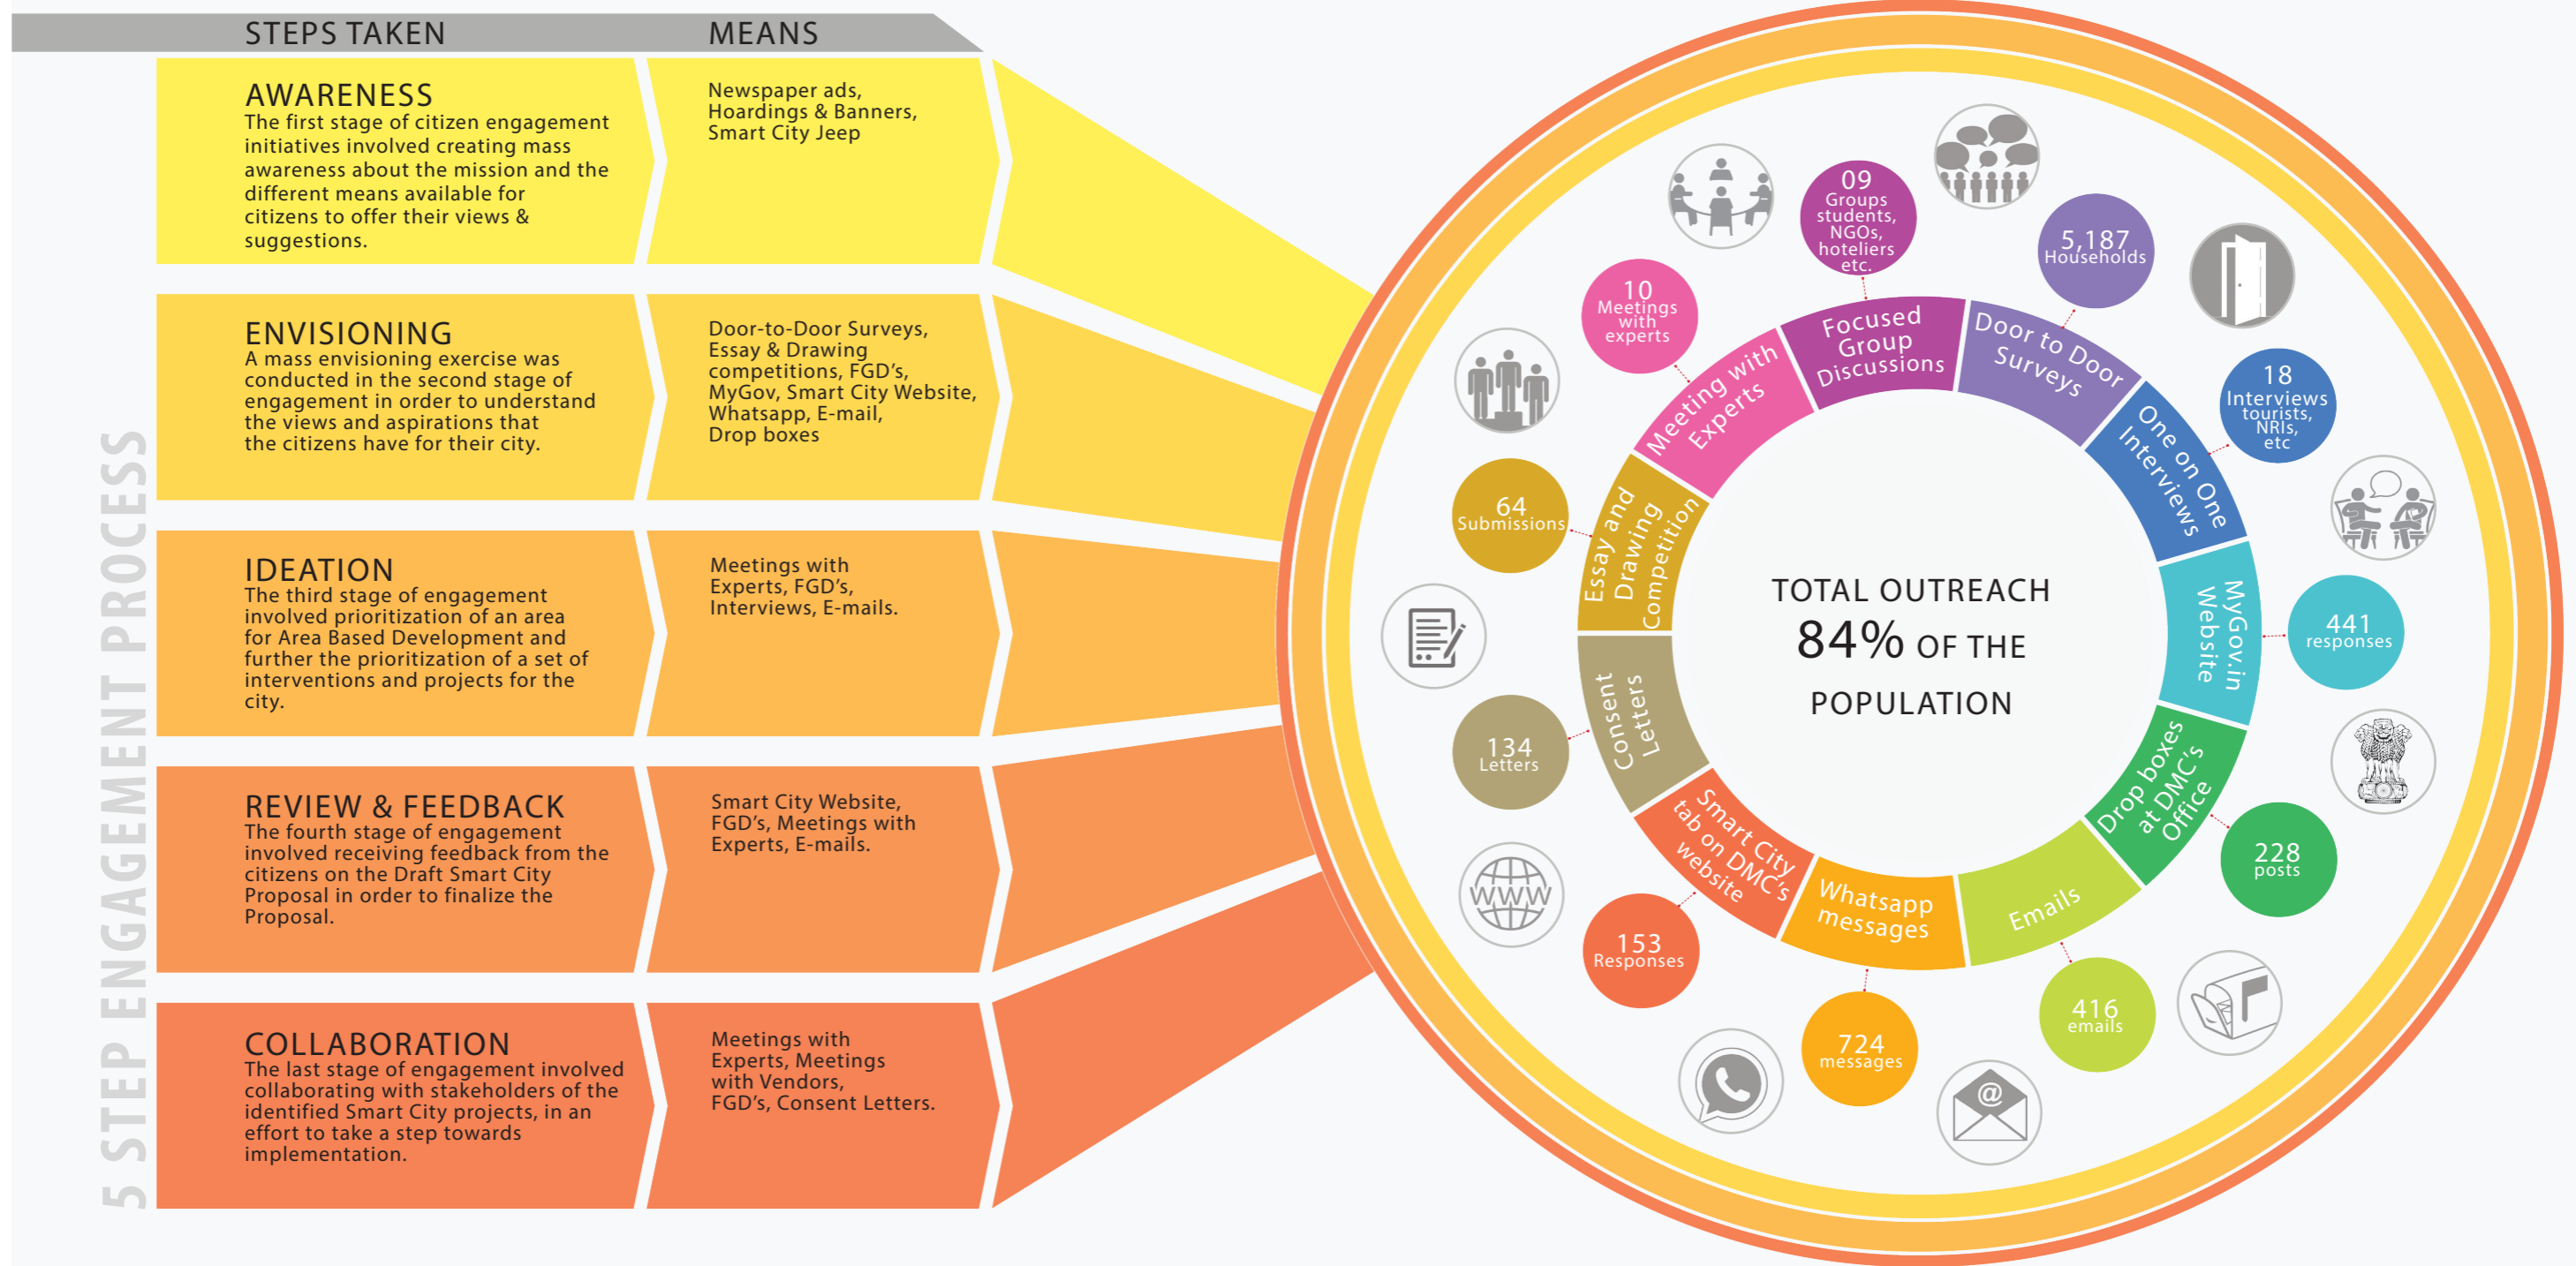 STEPS TAKEN
MEANS
5 STEP ENGAGEMENT PROCESS
AWARENESS
The first stage of citizen engagement
initiatives involved creating mass
awareness about the mission and the
different means available for
citizens to offer their views &
suggestions.
Newspaper ads,
Hoardings & Banners,
Smart City Jeep
ENVISIONING
A mass envisioning exercise was
conducted in the second stage of
engagement in order to understand
the views and aspirations that
the citizens have for their city.
Door-to-Door Surveys,
Essay & Drawing
competitions, FGD's,
MyGov, Smart City Website,
Whatsapp, E-mail,
Drop boxes
IDEATION
The third stage of engagement
involved prioritization of an area
for Area Based Development and
further the prioritization of a set of
interventions and projects for the
city.
Meetings with
Experts, FGD's,
Interviews, E-mails.
REVIEW & FEEDBACK
The fourth stage of engagement
involved receiving feedback from the
citizens on the Draft Smart City
Proposal in order to finalize the
Proposal.
Smart City Website,
FGD's, Meetings with
Experts, E-mails.
COLLABORATION
The last stage of engagement involved
collaborating with stakeholders of the
identified Smart City projects, in an
effort to take a step towards
implementation.
Meetings with
Experts, Meetings
with Vendors,
FGD's, Consent Letters.
TOTAL OUTREACH
84% OF THE
POPULATION
Focused
Group
Discussions
09
Groups
students,
NGOs,
hoteliers
etc.
Door to Door
Surveys
5,187
Households
One on One
Interviews
18
Interviews
tourists,
NRIs,
etc
MyGov.in
Website
441
responses
Drop boxes
at DMC's
Office
228
posts
Emails
416
emails
@
Whatsapp
messages
724
messages
Smart City
tab on DMC's
website
153
Responses
WWW
Consent
Letters
134
Letters
Essay and
Drawing
Competition
64
Submissions
Meeting with
Experts
10
Meetings
with
experts